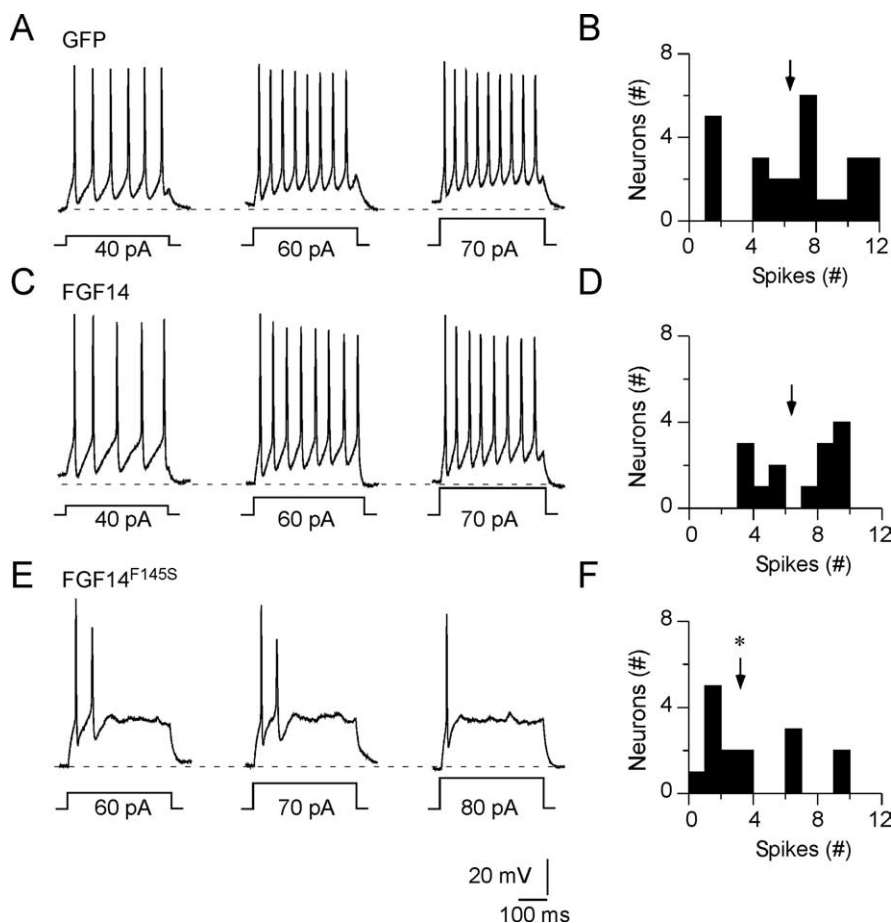 A
GFP
40 pA
60 pA
70 pA
B
Neurons (#)
8
4
0
0
4
8
12
Spikes (#)
C
FGF14
40 pA
60 pA
70 pA
D
Neurons (#)
8
4
0
0
4
8
12
Spikes (#)
E
FGF14F145S
60 pA
70 pA
80 pA
F
Neurons (#)
8
4
0
*
0
4
8
12
Spikes (#)
20 mV
100 ms